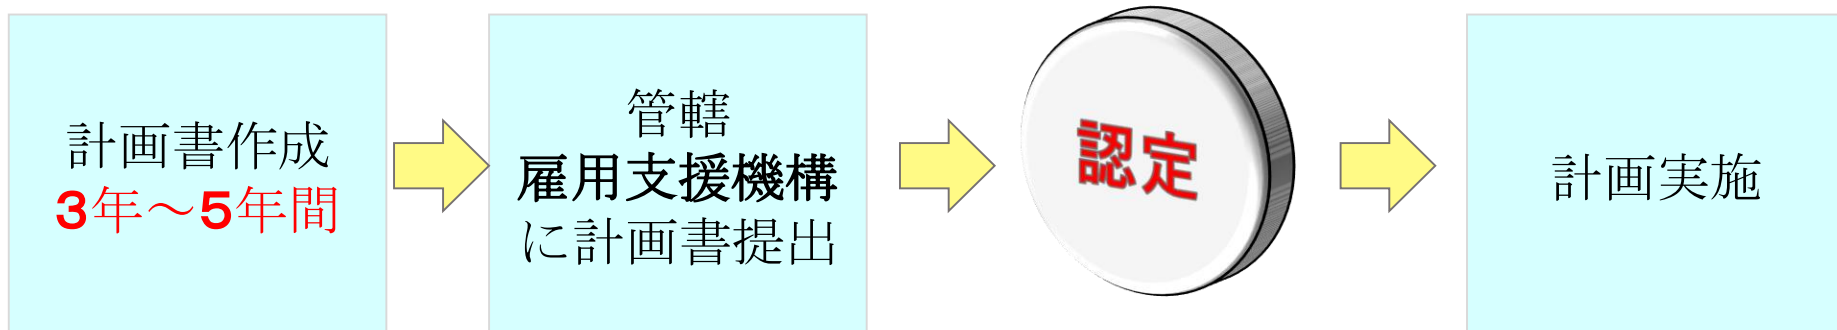 計画書作成
3年～5年間
管轄
雇用支援機構
に計画書提出
認定
計画実施